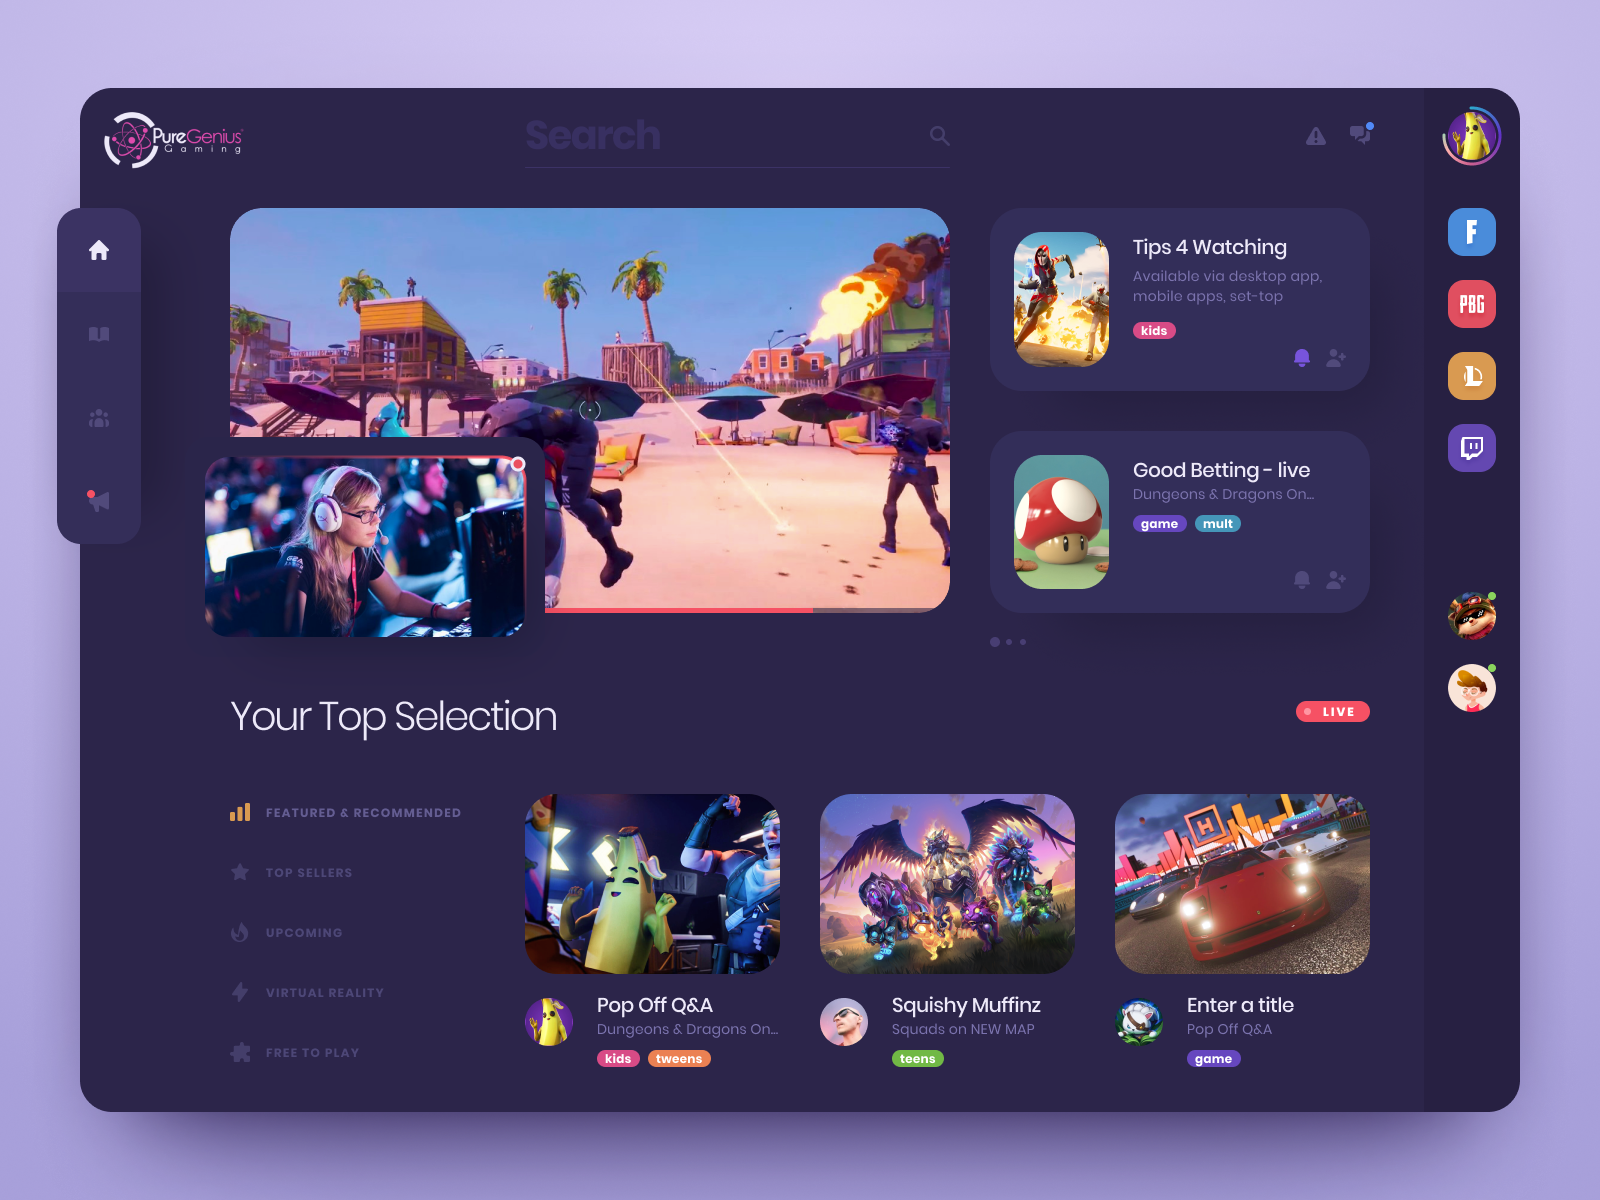 PureGenius
Gaming
Search
F
PBG
L
Tips 4 Watching
Available via desktop app,
mobile apps, set-top
kids
Good Betting - live
Dungeons & Dragons On...
game mult
Your Top Selection
LIVE
FEATURED & RECOMMENDED
TOP SELLERS
UPCOMING
VIRTUAL REALITY
FREE TO PLAY
H
Pop Off Q&A
Dungeons & Dragons On...
kids tweens
Squishy Muffinz
Squads on NEW MAP
teens
Enter a title
Pop Off Q&A
game